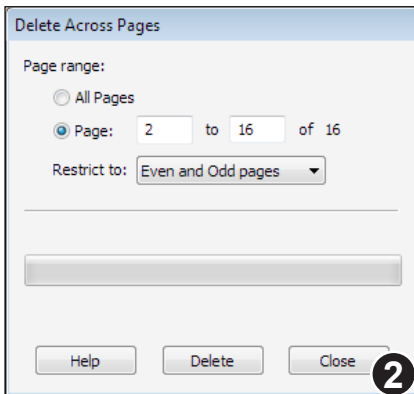 Delete Across Pages
Page range:
All Pages
Page: 2 to 16 of 16
Restrict to: Even and Odd pages
Help Delete Close
2